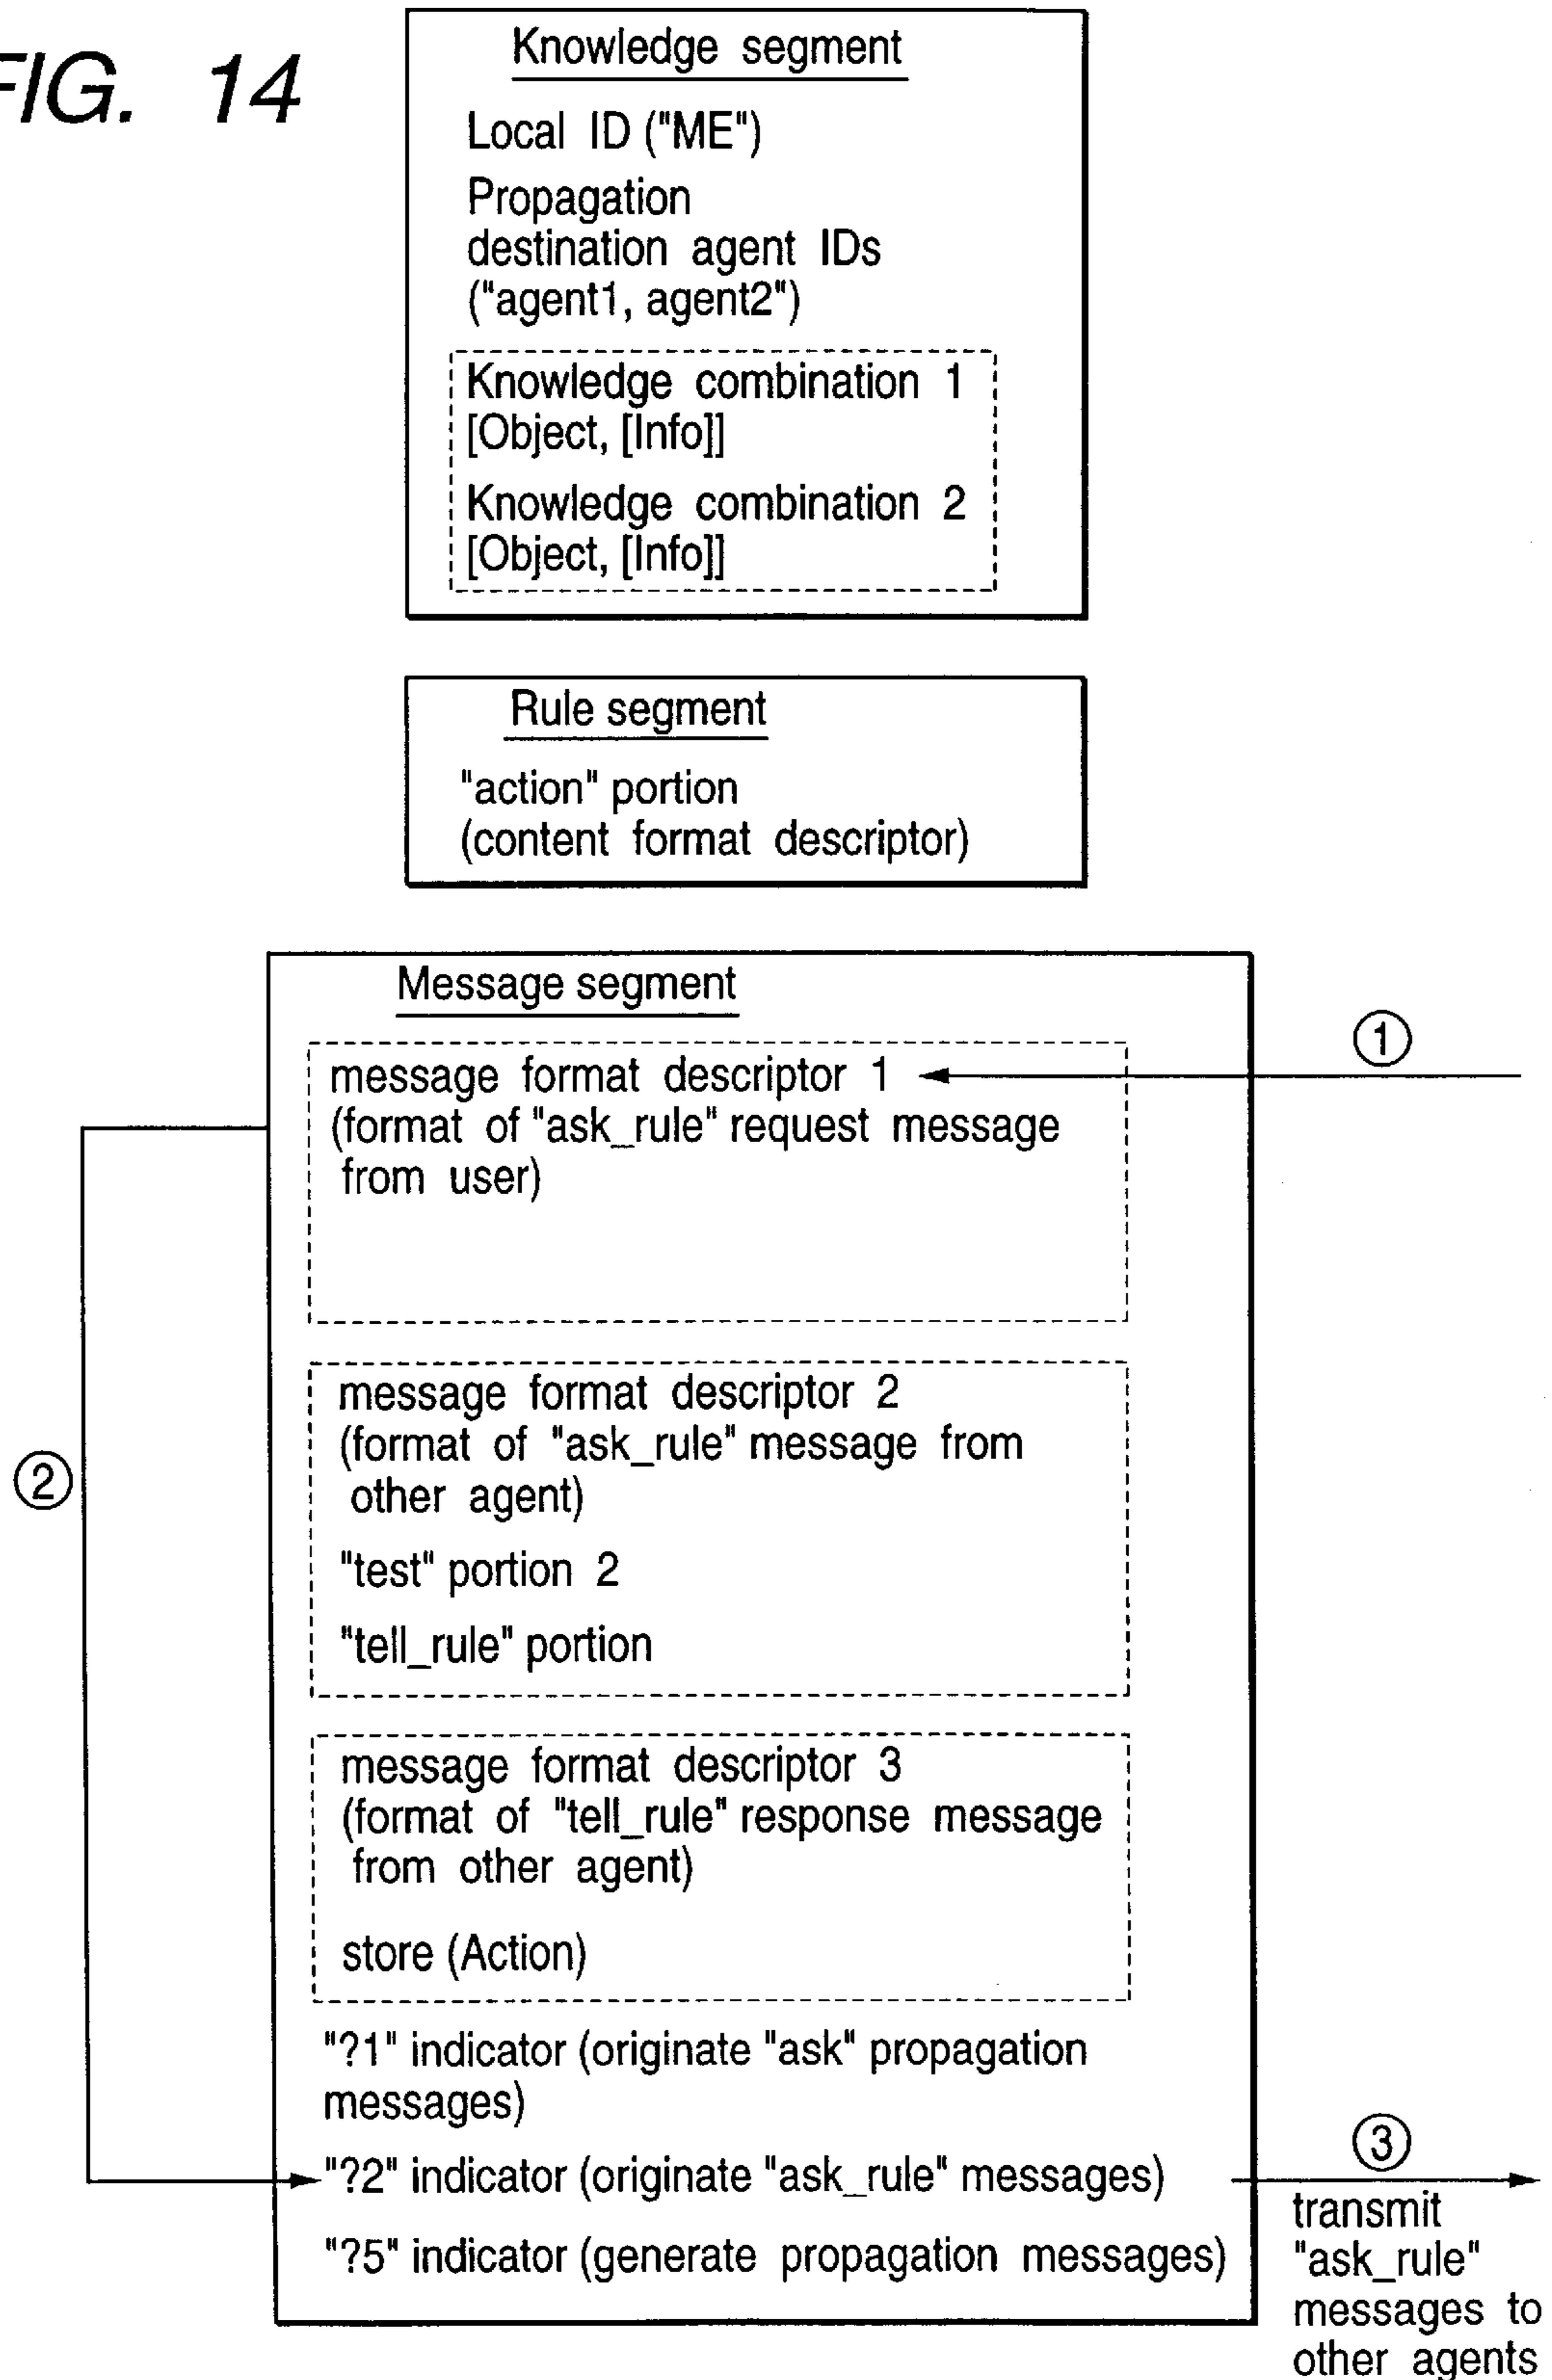 FIG. 14
Knowledge segment
Local ID ("ME")
Propagation
destination agent IDs
("agent1, agent2")
Knowledge combination 1
[Object, [Info]]
Knowledge combination 2
[Object, [Info]]
Rule segment
"action" portion
(content format descriptor)
Message segment
1
message format descriptor 1
(format of "ask_rule" request message
from user)
message format descriptor 2
(format of "ask_rule" message from
other agent)
2
"test" portion 2
"tell_rule" portion
message format descriptor 3
(format of "tell_rule" response message
from other agent)
store (Action)
"?1" indicator (originate "ask" propagation
messages)
"?2" indicator (originate "ask_rule" messages)
"?5" indicator (generate propagation messages)
3
transmit
"ask_rule"
messages to
other agents